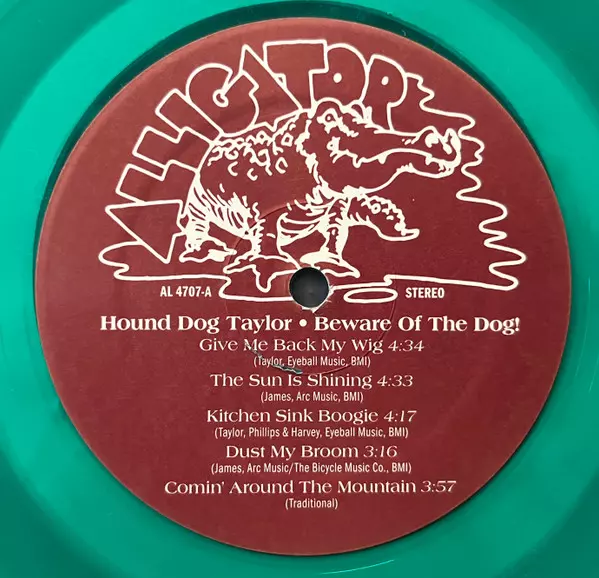 ALLIGATOR
AL 4707-A
STEREO
Hound Dog Taylor • Beware Of The Dog!
Give Me Back My Wig 4:34
(Taylor, Eyeball Music, BMI)
The Sun Is Shining 4:33
(James, Arc Music, BMI)
Kitchen Sink Boogie 4:17
(Taylor, Phillips & Harvey, Eyeball Music, BMI)
Dust My Broom 3:16
(James, Arc Music/The Bicycle Music Co., BMI)
Comin' Around The Mountain 3:57
(Traditional)